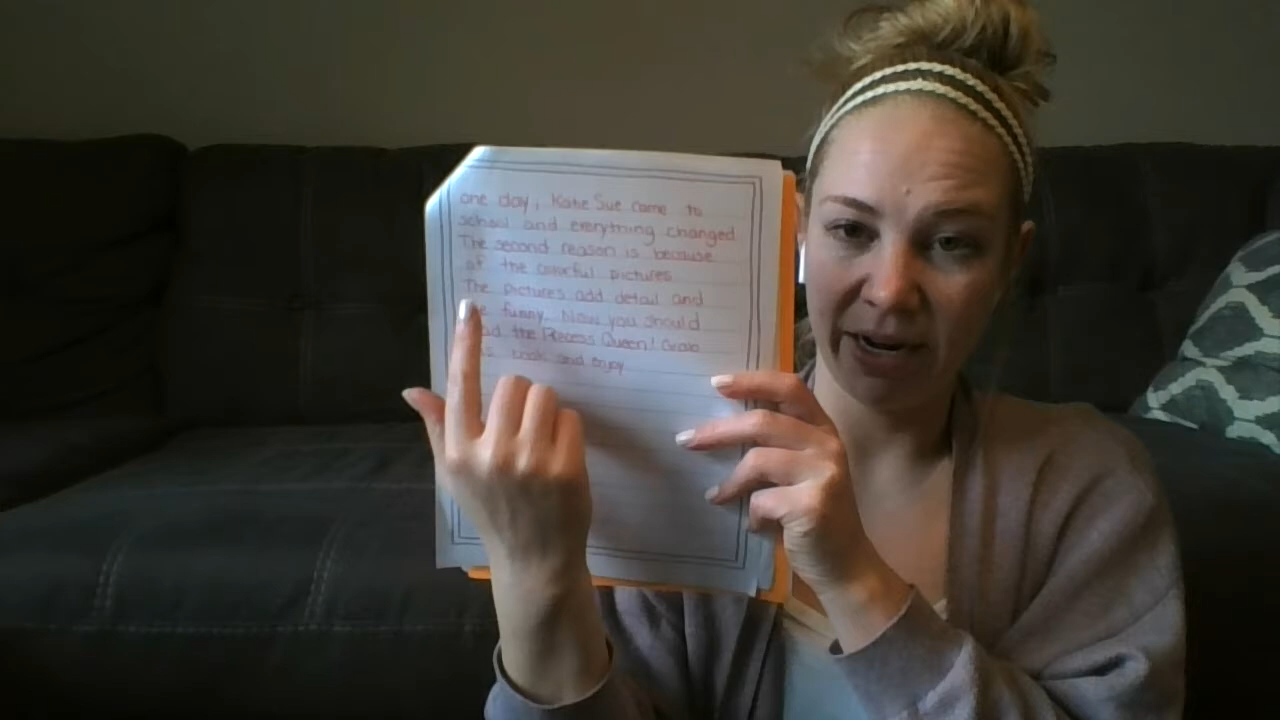 one day, Katie Sue came to
school and everything changed.
The second reason is because
of the colorful pictures.
The pictures add detail and
funny. Now you should
the Recess Queen! Grab
book and enjoy